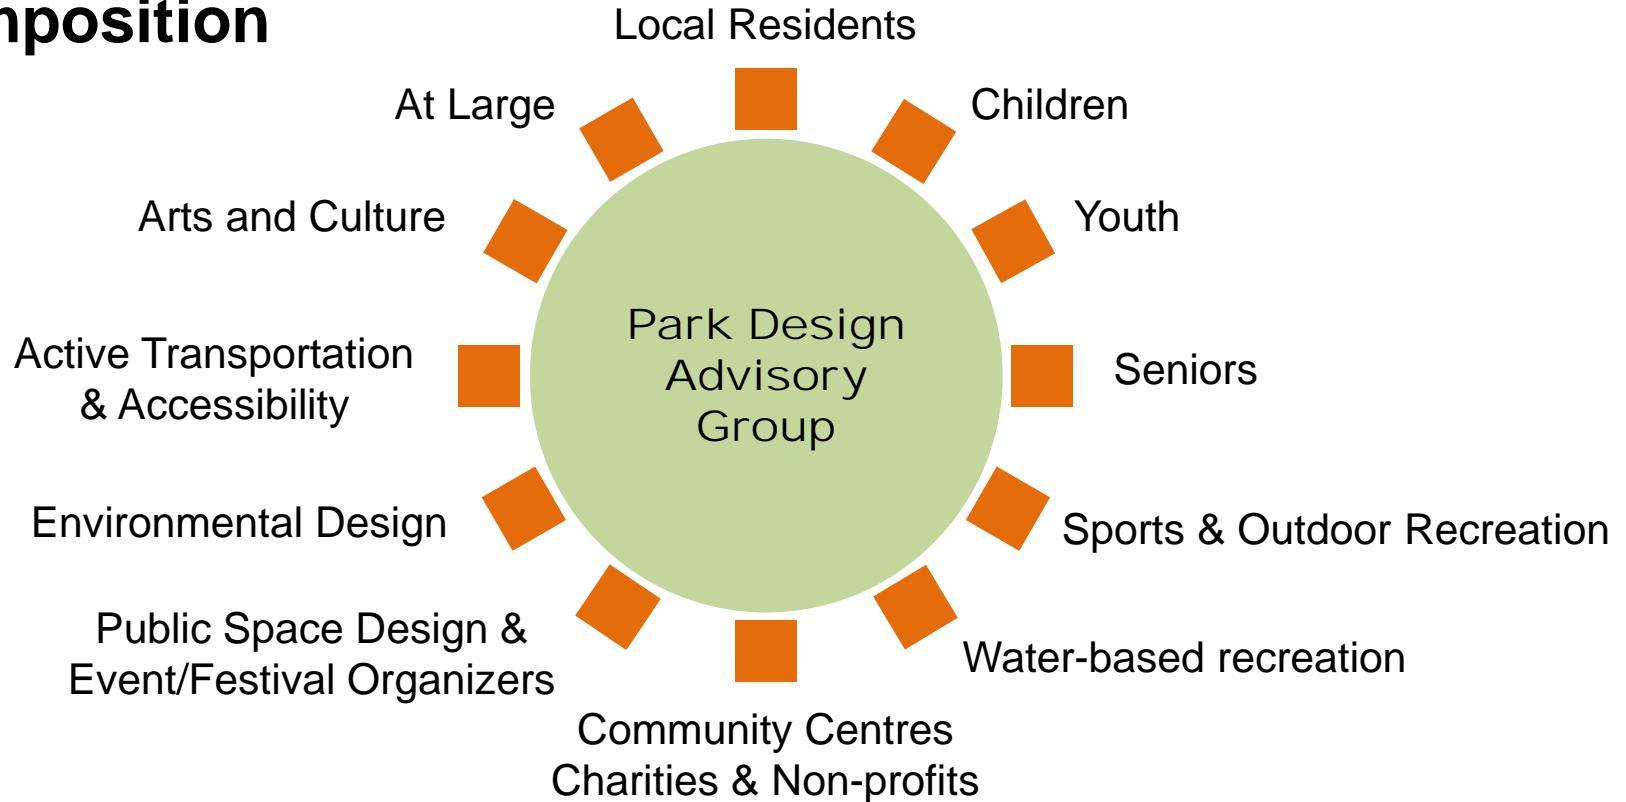 mposition
Local Residents
At Large
Children
Arts and Culture
Youth
Park Design
Advisory
Group
Active Transportation
& Accessibility
Seniors
Environmental Design
Sports & Outdoor Recreation
Public Space Design &
Event/Festival Organizers
Water-based recreation
Community Centres
Charities & Non-profits